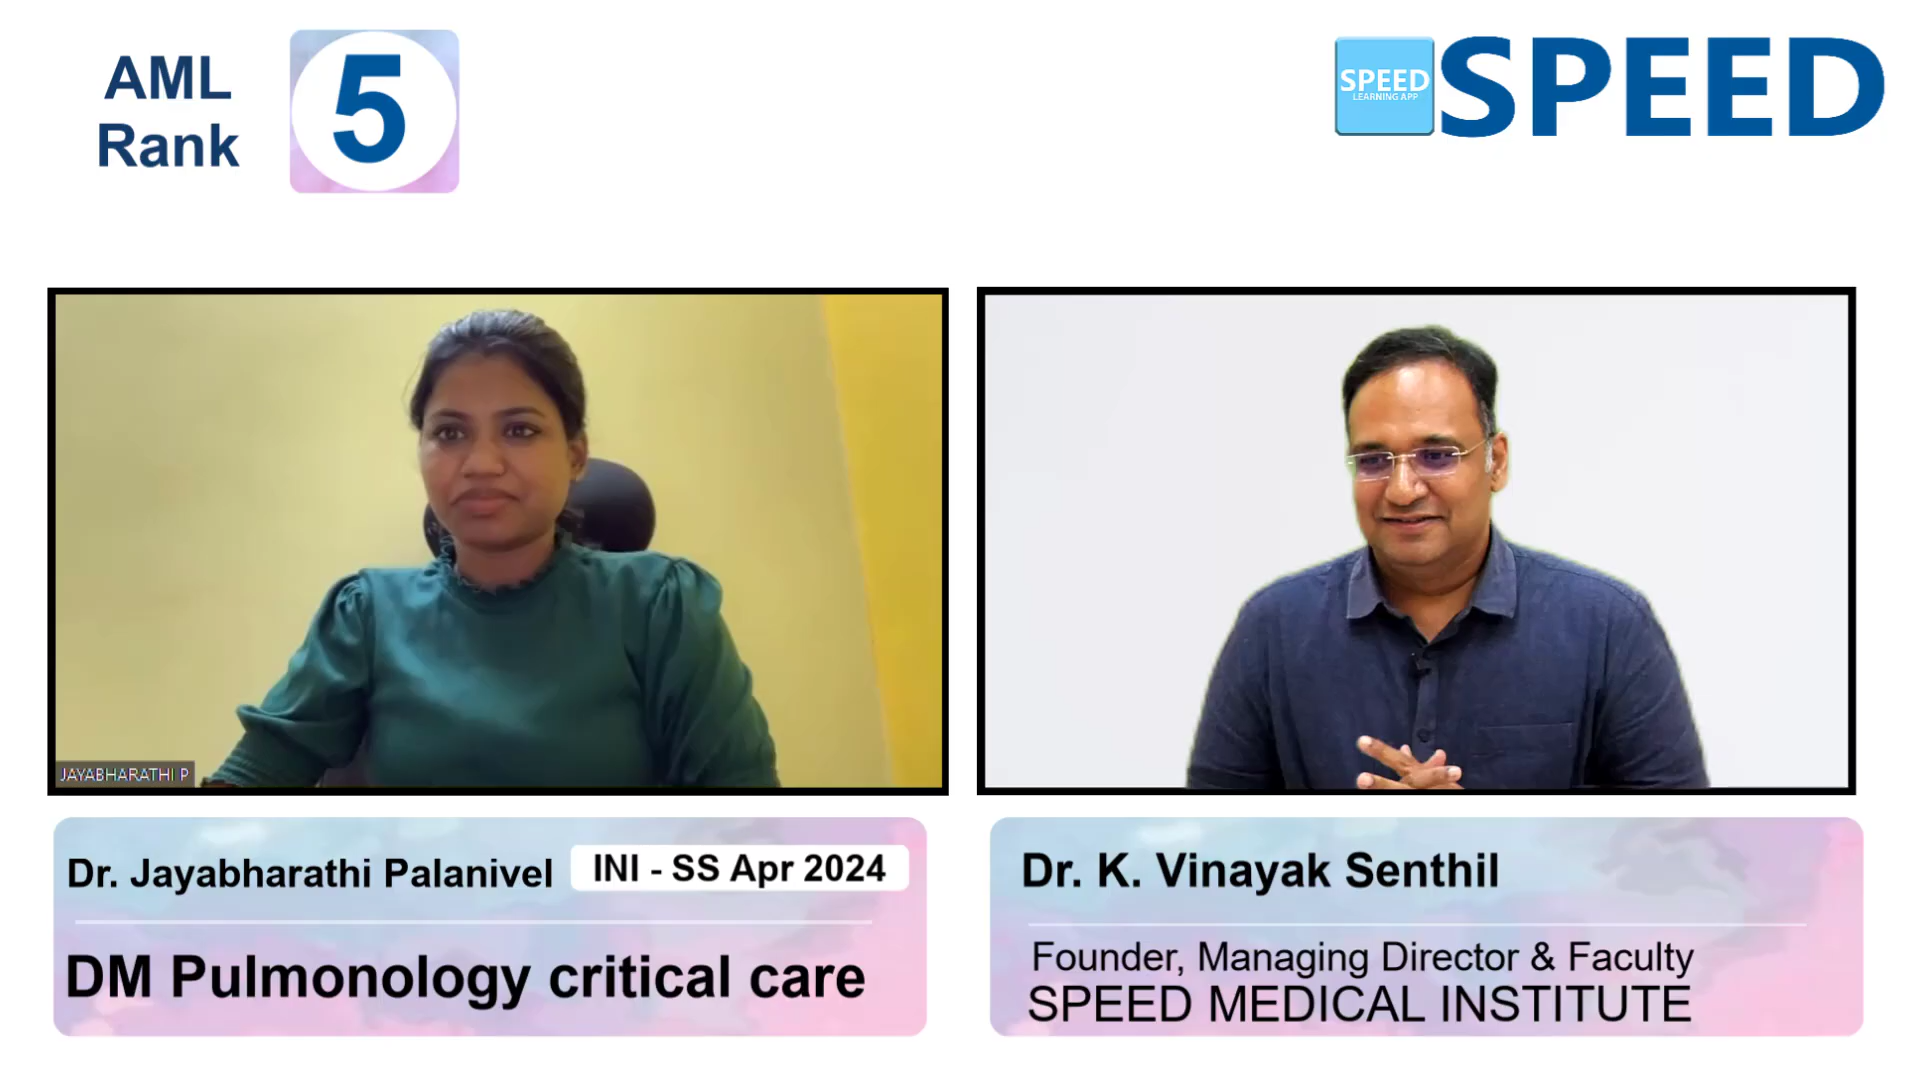 AML
Rank
5
SPEED
LEARNING APP
SPEED
JAYABHARATHI P
Dr. Jayabharathi Palanivel
INI - SS Apr 2024
DM Pulmonology critical care
Dr. K. Vinayak Senthil
Founder, Managing Director & Faculty
SPEED MEDICAL INSTITUTE